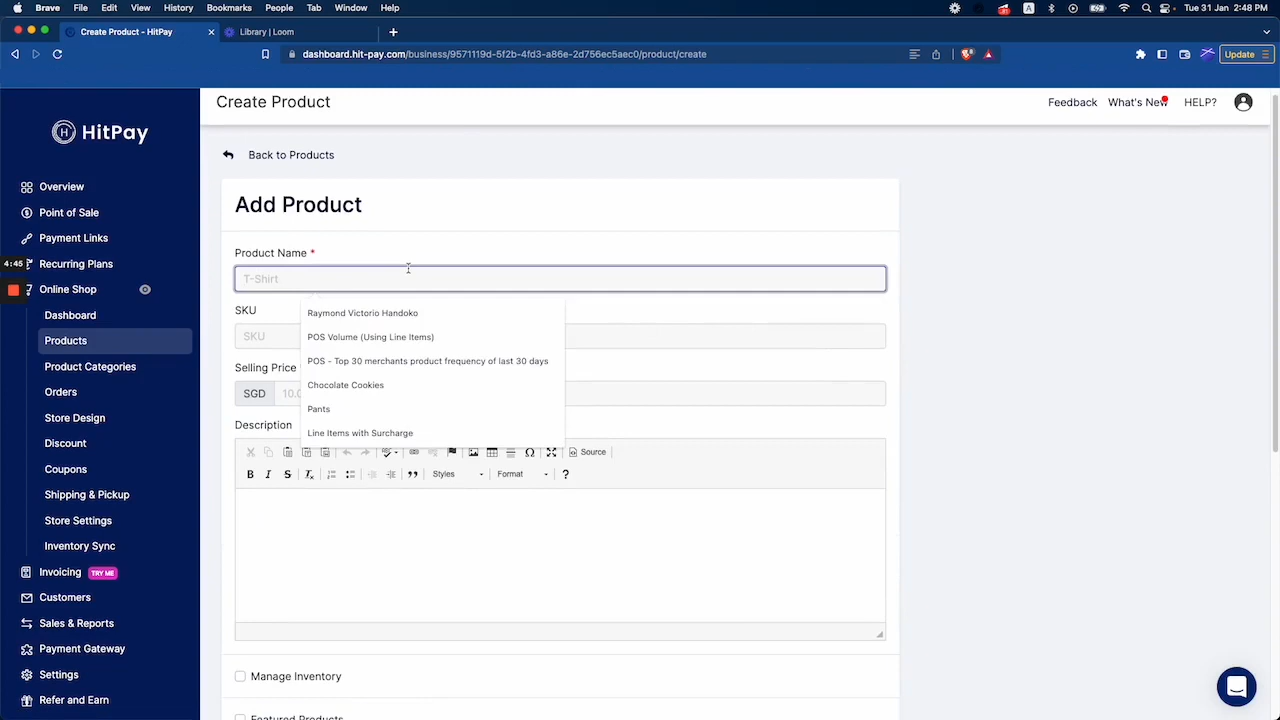 Brave File Edit View History Bookmarks People Tab Window Help
Tue 31 Jan 2:48 PM
Create Product - HitPay
Library | Loom
dashboard.hit-pay.com/business/9571119d-5f2b-4fd3-a86e-2d756ec5aec0/product/create
Update
HitPay
Overview
Point of Sale
Payment Links
4:45
Recurring Plans
Online Shop
Dashboard
Products
Product Categories
Orders
Store Design
Discount
Coupons
Shipping & Pickup
Store Settings
Inventory Sync
Invoicing TRY ME
Customers
Sales & Reports
Payment Gateway
Settings
Refer and Earn
Create Product
Feedback What's New HELP?
Back to Products
Add Product
Product Name *
T-Shirt
SKU
SKU
Selling Price
SGD 10.0
Raymond Victorio Handoko
POS Volume (Using Line Items)
POS - Top 30 merchants product frequency of last 30 days
Chocolate Cookies
Pants
Line Items with Surcharge
Description
Source
B I S Styles Format ?
Manage Inventory
Featured Products